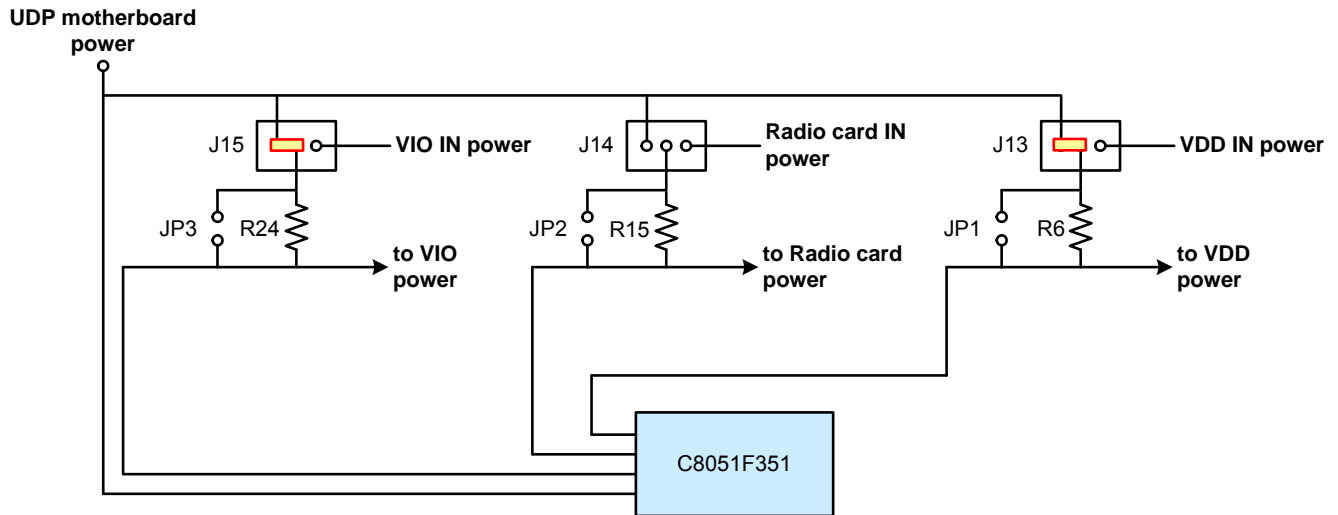 UDP motherboard
power
J15
VIO IN power
J14
Radio card IN
power
J13
VDD IN power
JP3
R24
JP2
R15
JP1
R6
to VIO
power
to Radio card
power
to VDD
power
C8051F351